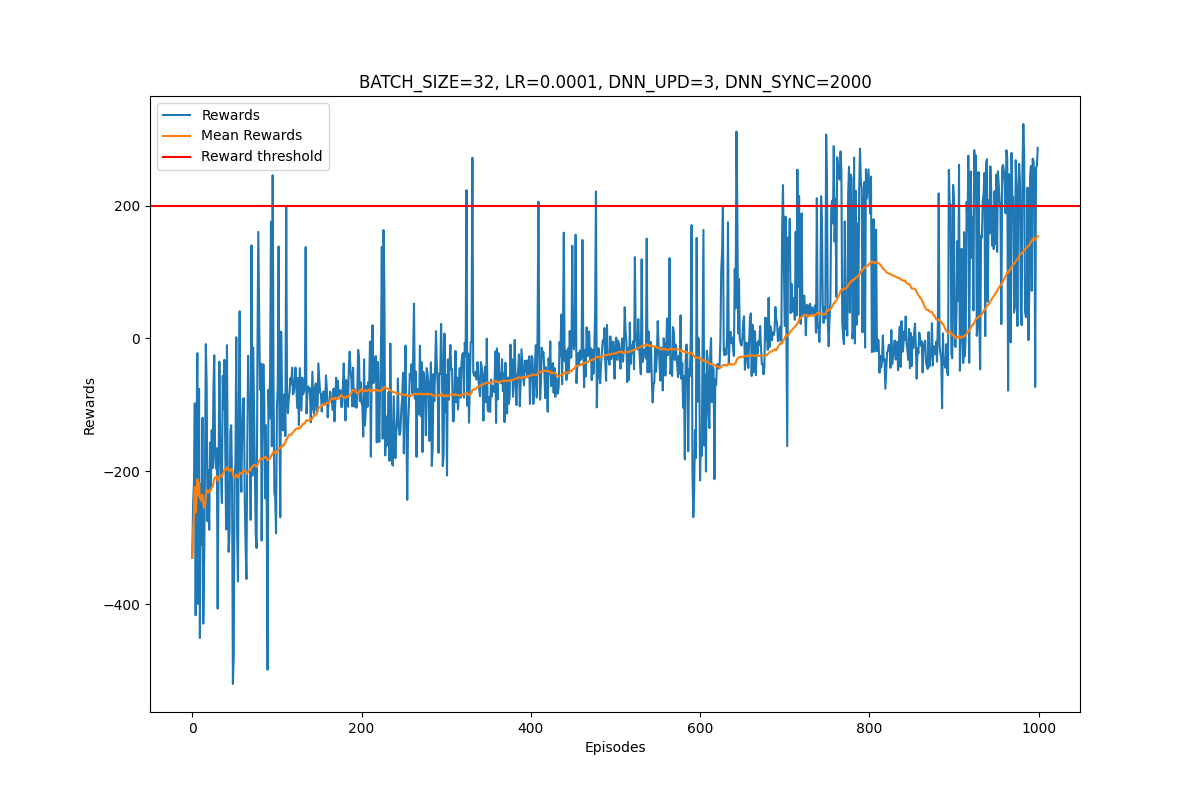 BATCH_SIZE=32, LR=0.0001, DNN_UPD=3, DNN_SYNC=2000
Rewards
Mean Rewards
Reward threshold
200
0
−200
−400
Rewards
0
200
400
600
800
1000
Episodes